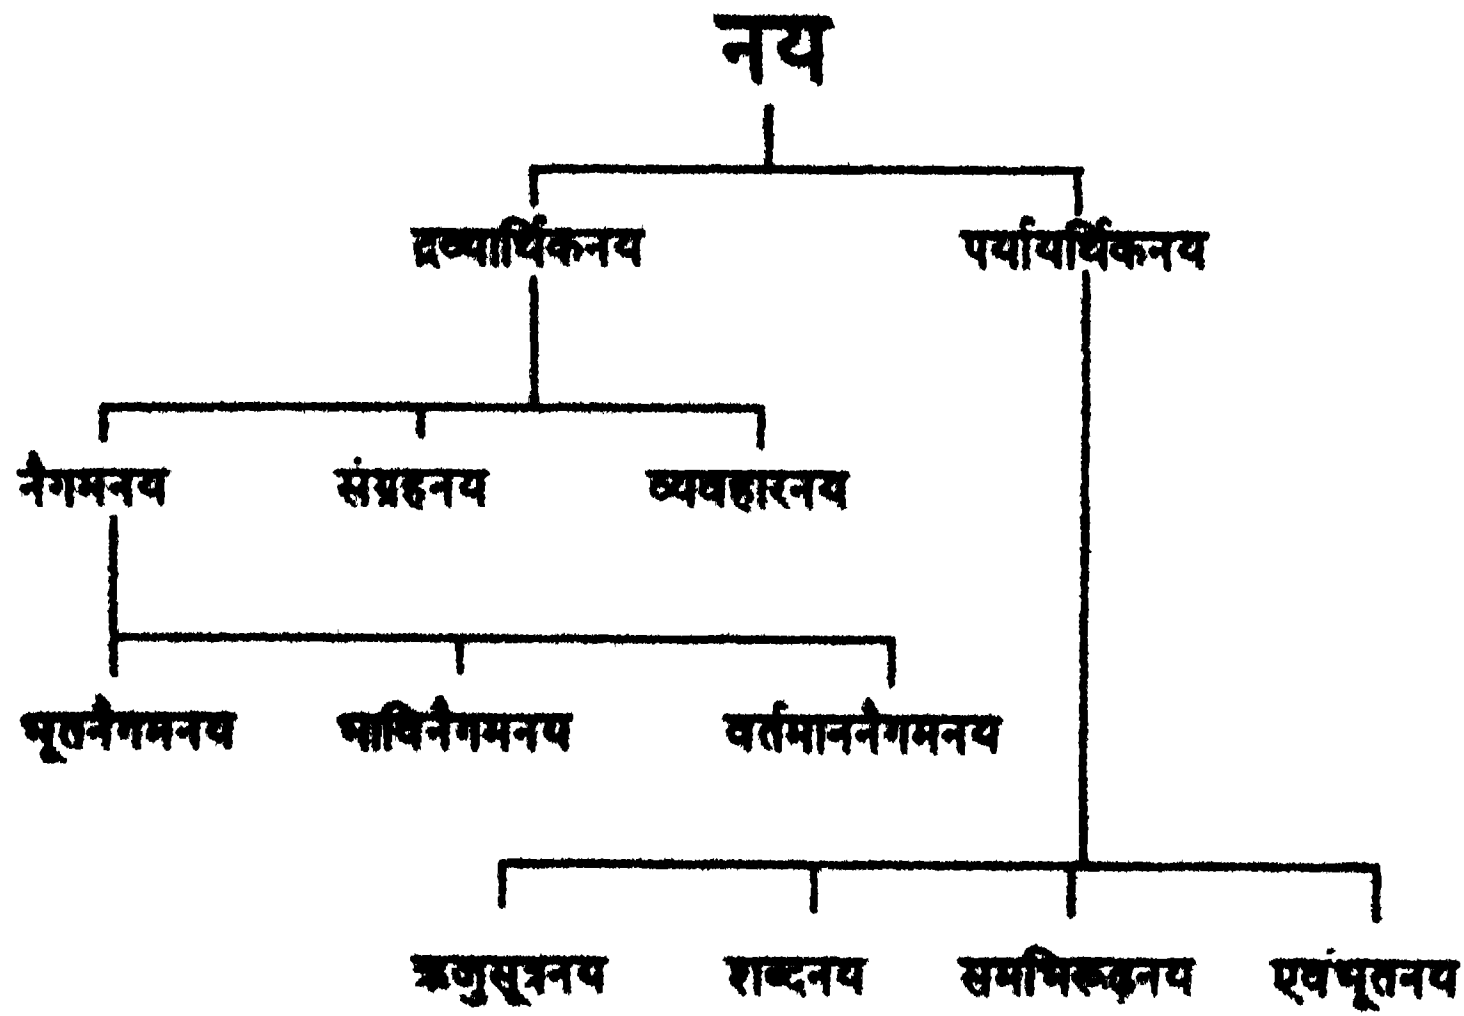 नय
द्रव्यार्थिकनय पर्यायर्थिकनय
नैगमनय संग्रहनय व्यवहारनय
भूतनैगमनय भाविनैगमनय वर्तमाननैगमनय
ऋजुसूत्रनय शब्दनय समभिरूढ़नय एवंभूतनय